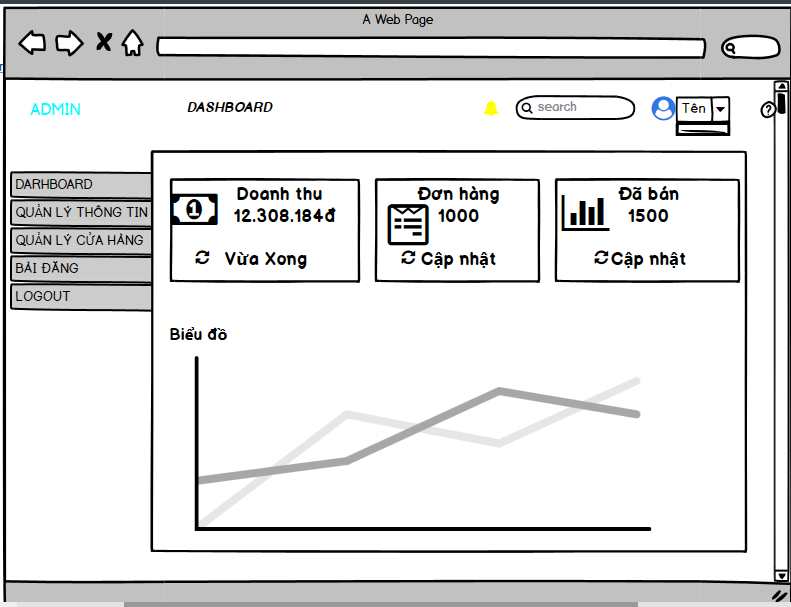 A Web Page
ADMIN
DASHBOARD
search
Tên
?
DARHBOARD
QUẢN LÝ THÔNG TIN
QUẢN LÝ CỬA HÀNG
BÀI ĐĂNG
LOGOUT
Doanh thu
12.308.184đ
Vừa Xong
Đơn hàng
1000
Cập nhật
Đã bán
1500
Cập nhật
Biểu đồ